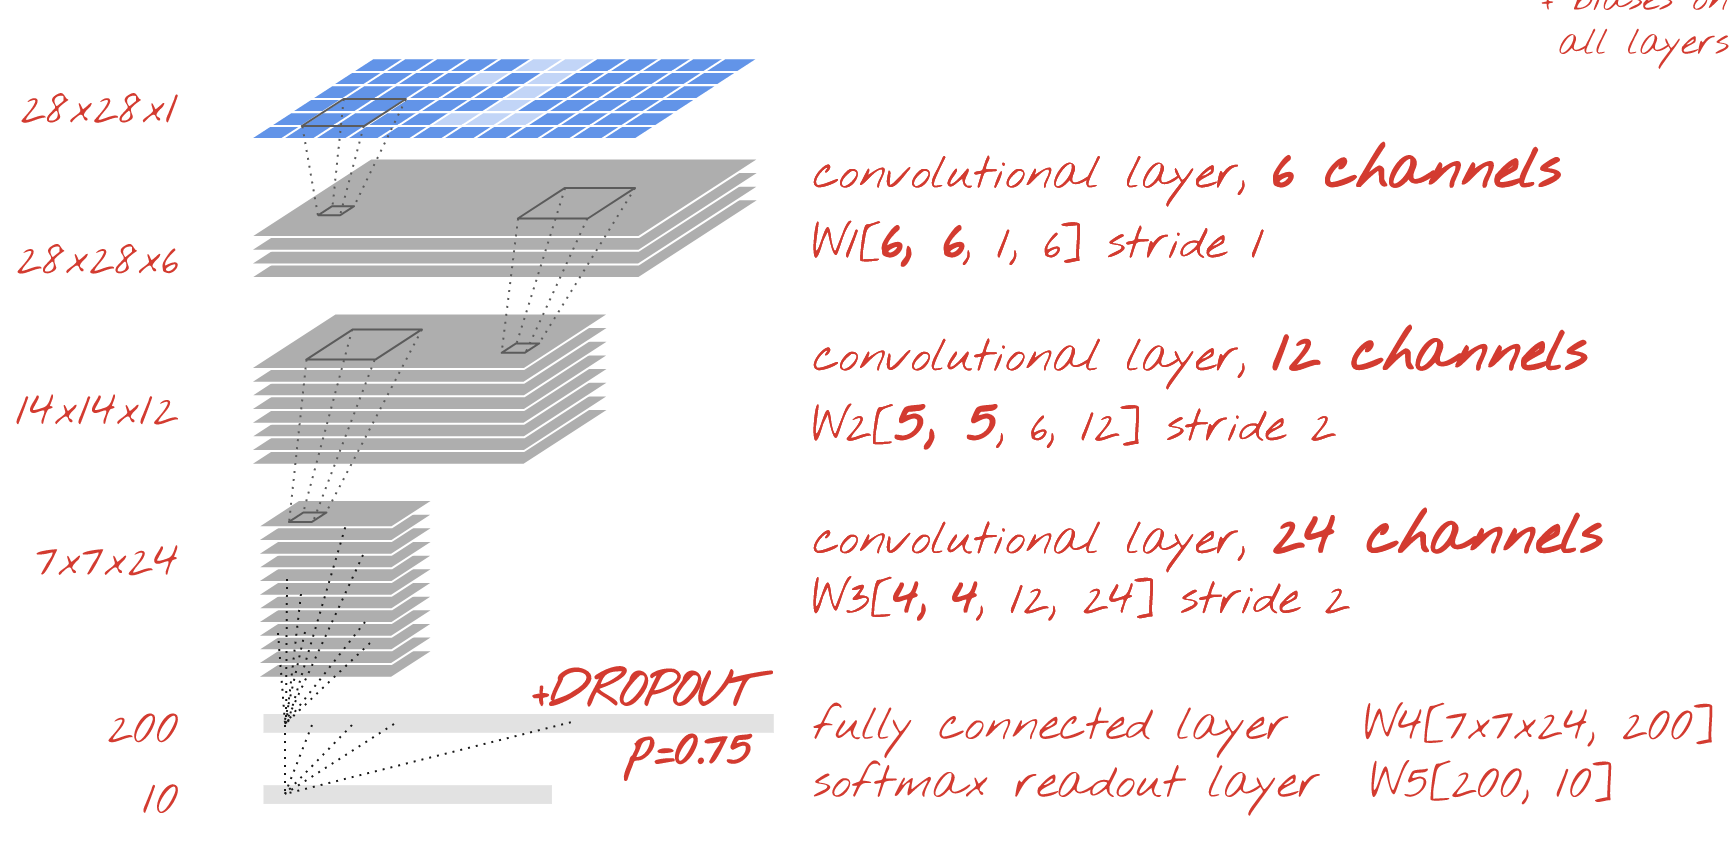 + biases on
all layers
28x28x1
convolutional layer, 6 channels
W1[6, 6, 1, 6] stride 1
28x28x6
convolutional layer, 12 channels
14x14x12
W2[5, 5, 6, 12] stride 2
convolutional layer, 24 channels
7x7x24
W3[4, 4, 12, 24] stride 2
+DROPOUT
200
fully connected layer W4[7x7x24, 200]
p=0.75
softmax readout layer W5[200, 10]
10